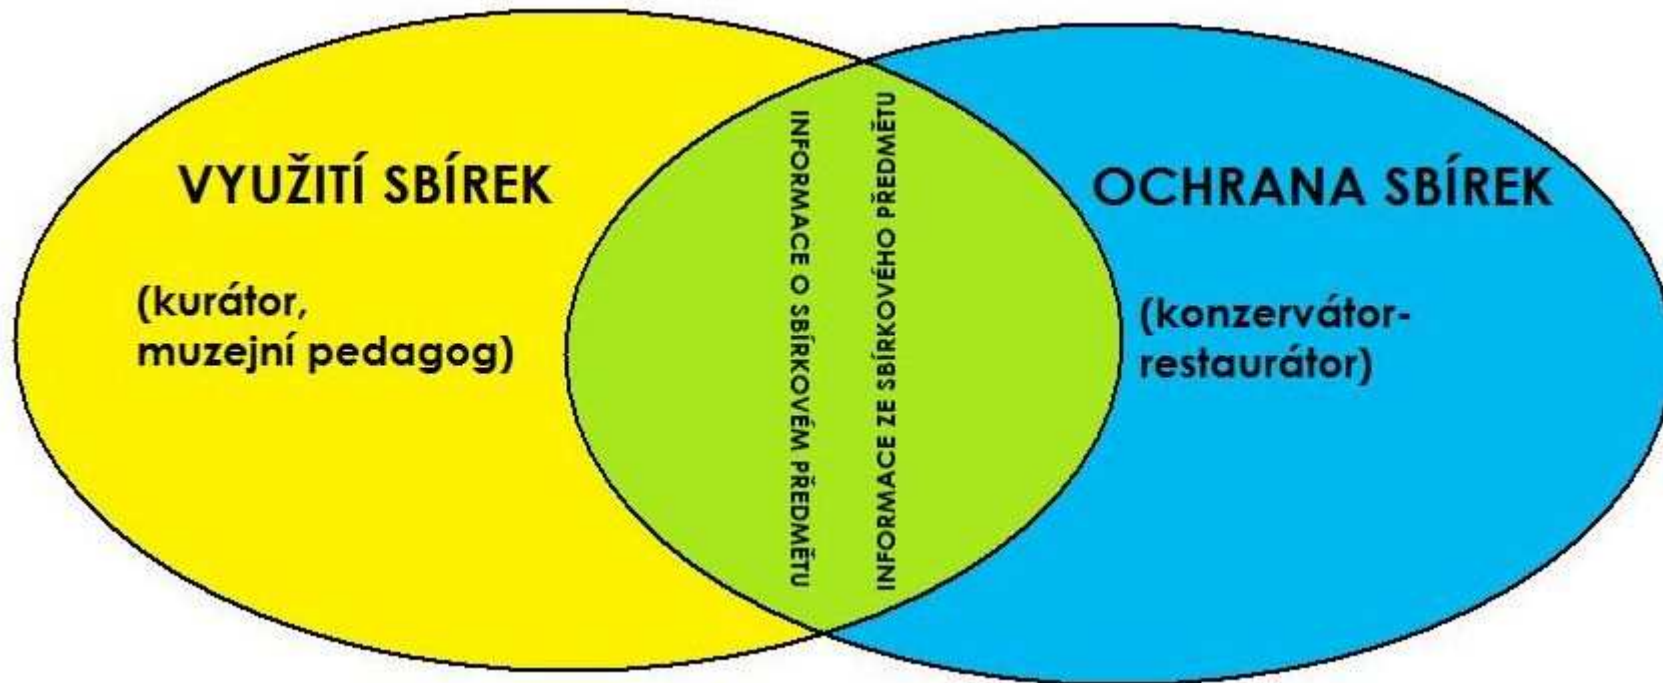 VYUŽITÍ SBÍREK
(kurátor,
muzejní pedagog)
INFORMACE O SBÍRKOVÉM PŘEDMĚTU
INFORMACE ZE SBÍRKOVÉHO PŘEDMĚTU
OCHRANA SBÍREK
(konzervátor-
restaurátor)